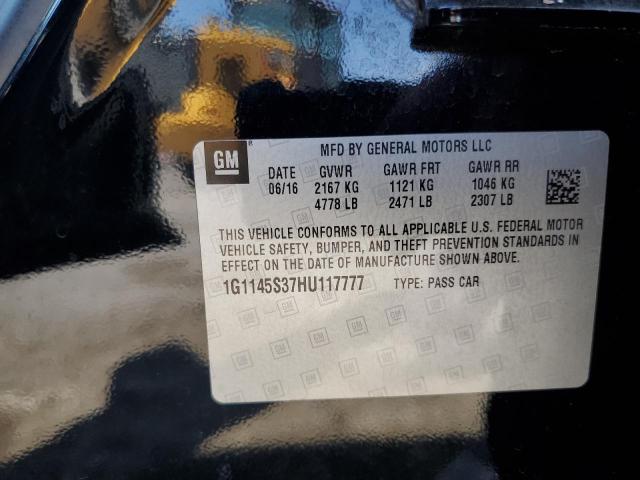 GM
MFD BY GENERAL MOTORS LLC
DATE GVWR GAWR FRT GAWR RR
06/16 2167 KG 1121 KG 1046 KG
4778 LB 2471 LB 2307 LB
THIS VEHICLE CONFORMS TO ALL APPLICABLE U.S. FEDERAL MOTOR
VEHICLE SAFETY, BUMPER, AND THEFT PREVENTION STANDARDS IN
EFFECT ON THE DATE OF MANUFACTURE SHOWN ABOVE.
1G1145S37HU117777 TYPE: PASS CAR